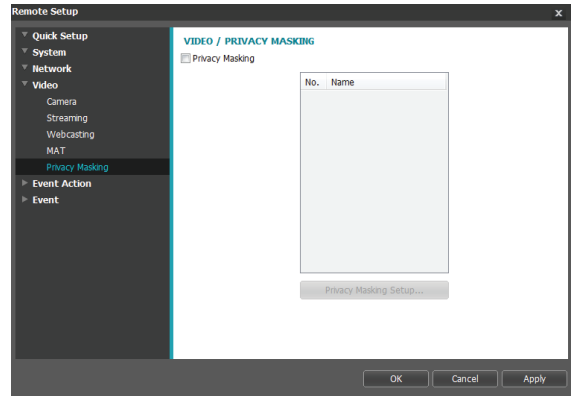 Remote Setup
x
Quick Setup
System
Network
Video
Camera
Streaming
Webcasting
MAT
Privacy Masking
Event Action
Event
VIDEO / PRIVACY MASKING
Privacy Masking
No. Name
Privacy Masking Setup...
OK Cancel Apply